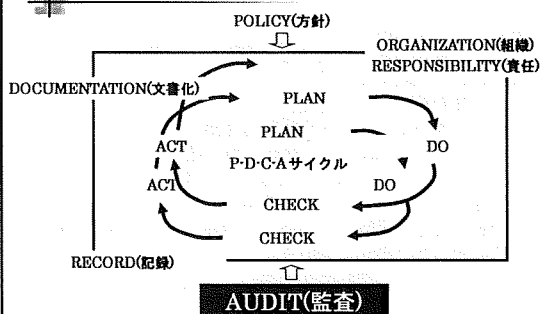 POLICY(方針)
ORGANIZATION(組織)
RESPONSIBILITY(責任)
DOCUMENTATION(文書化)
PLAN
PLAN
ACT
DO
P-D-C-Aサイクル
ACT
DO
CHECK
CHECK
RECORD(記録)
AUDIT(監査)